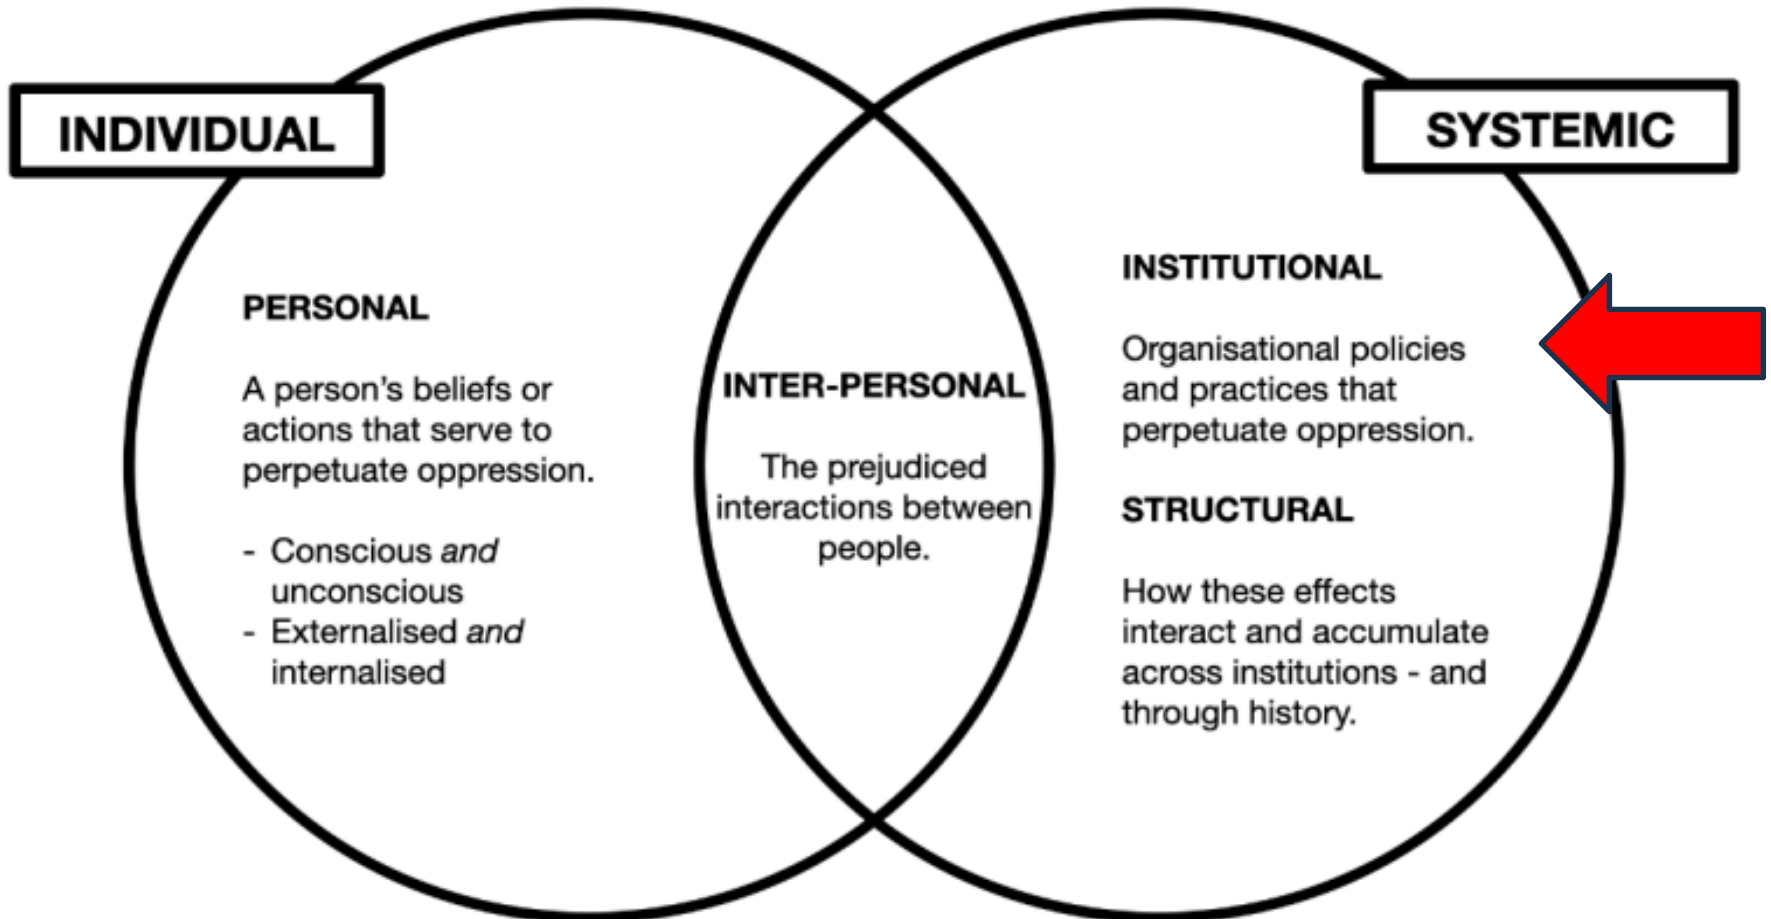 INDIVIDUAL
PERSONAL
A person's beliefs or
actions that serve to
perpetuate oppression.
- Conscious and
unconscious
- Externalised and
internalised
INTER-PERSONAL
The prejudiced
interactions between
people.
SYSTEMIC
INSTITUTIONAL
Organisational policies
and practices that
perpetuate oppression.
STRUCTURAL
How these effects
interact and accumulate
across institutions - and
through history.